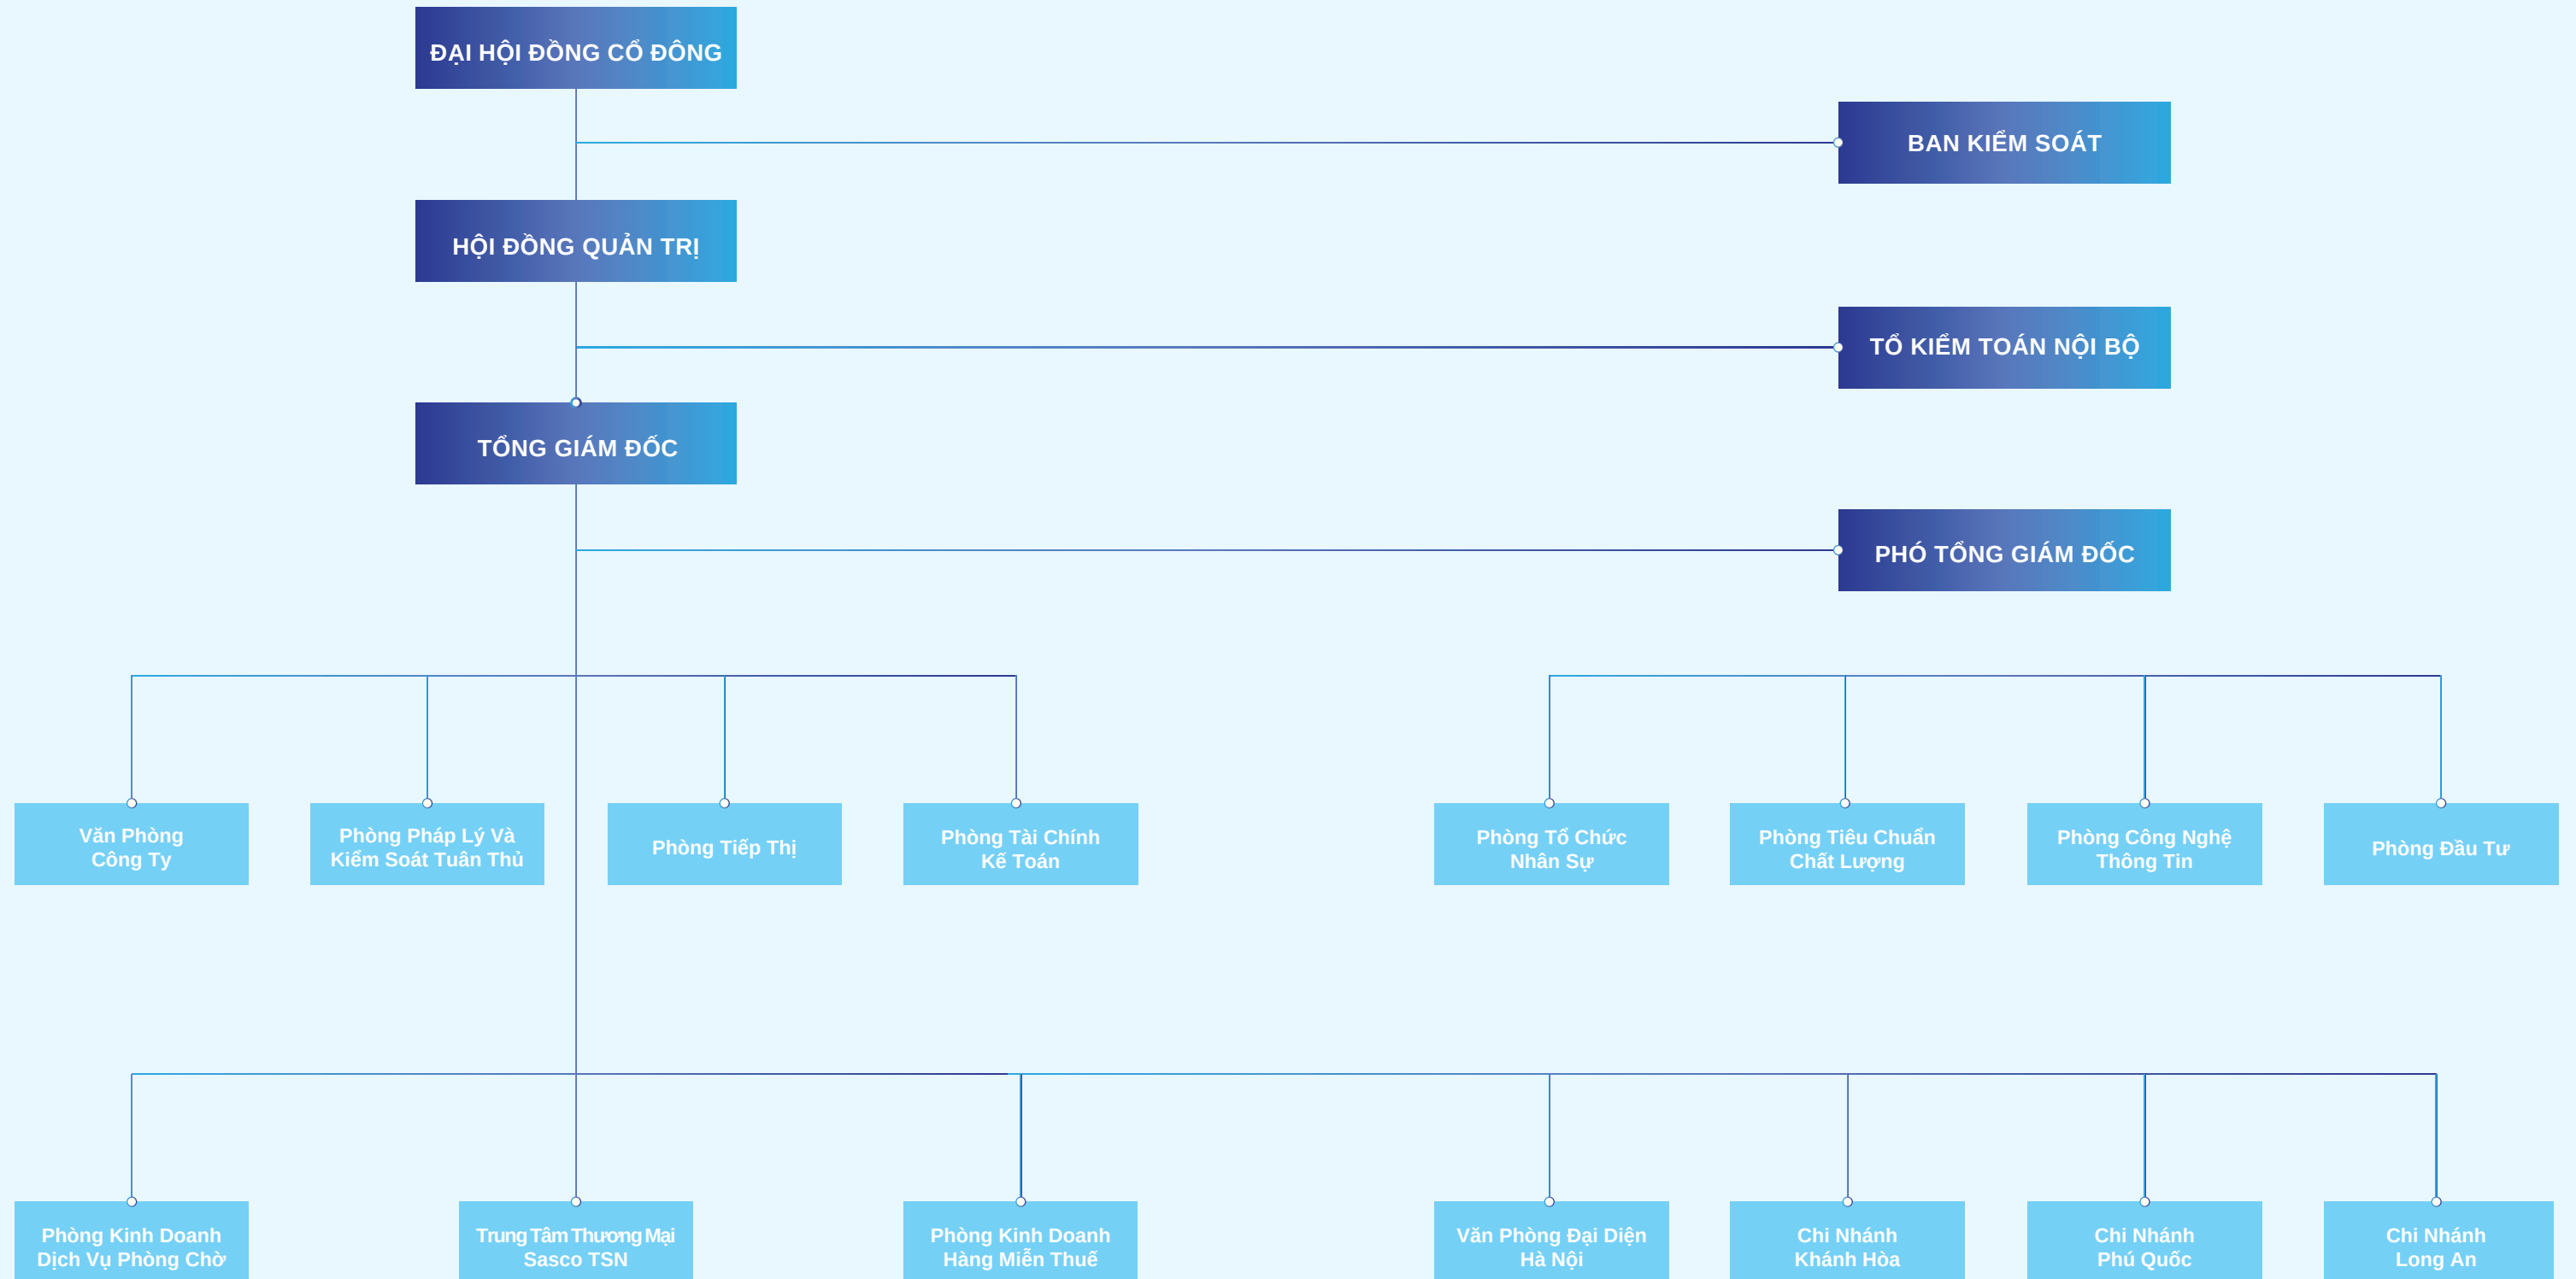 ĐẠI HỘI ĐỒNG CỔ ĐÔNG
BAN KIỂM SOÁT
HỘI ĐỒNG QUẢN TRỊ
TỔ KIỂM TOÁN NỘI BỘ
TỔNG GIÁM ĐỐC
PHÓ TỔNG GIÁM ĐỐC
Văn Phòng
Công Ty
Phòng Pháp Lý Và
Kiểm Soát Tuân Thủ
Phòng Tiếp Thị
Phòng Tài Chính
Kế Toán
Phòng Tổ Chức
Nhân Sự
Phòng Tiêu Chuẩn
Chất Lượng
Phòng Công Nghệ
Thông Tin
Phòng Đầu Tư
Phòng Kinh Doanh
Dịch Vụ Phòng Chờ
Trung Tâm Thương Mại
Sasco TSN
Phòng Kinh Doanh
Hàng Miễn Thuế
Văn Phòng Đại Diện
Hà Nội
Chi Nhánh
Khánh Hòa
Chi Nhánh
Phú Quốc
Chi Nhánh
Long An